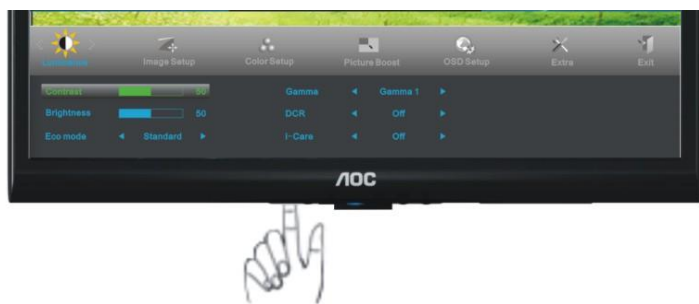 Luminance
Image Setup
Color Setup
Picture Boost
OSD Setup
Extra
Exit
Contrast 50 Gamma Gamma 1
Brightness 50 DCR Off
Eco mode Standard i-Care Off
AOC